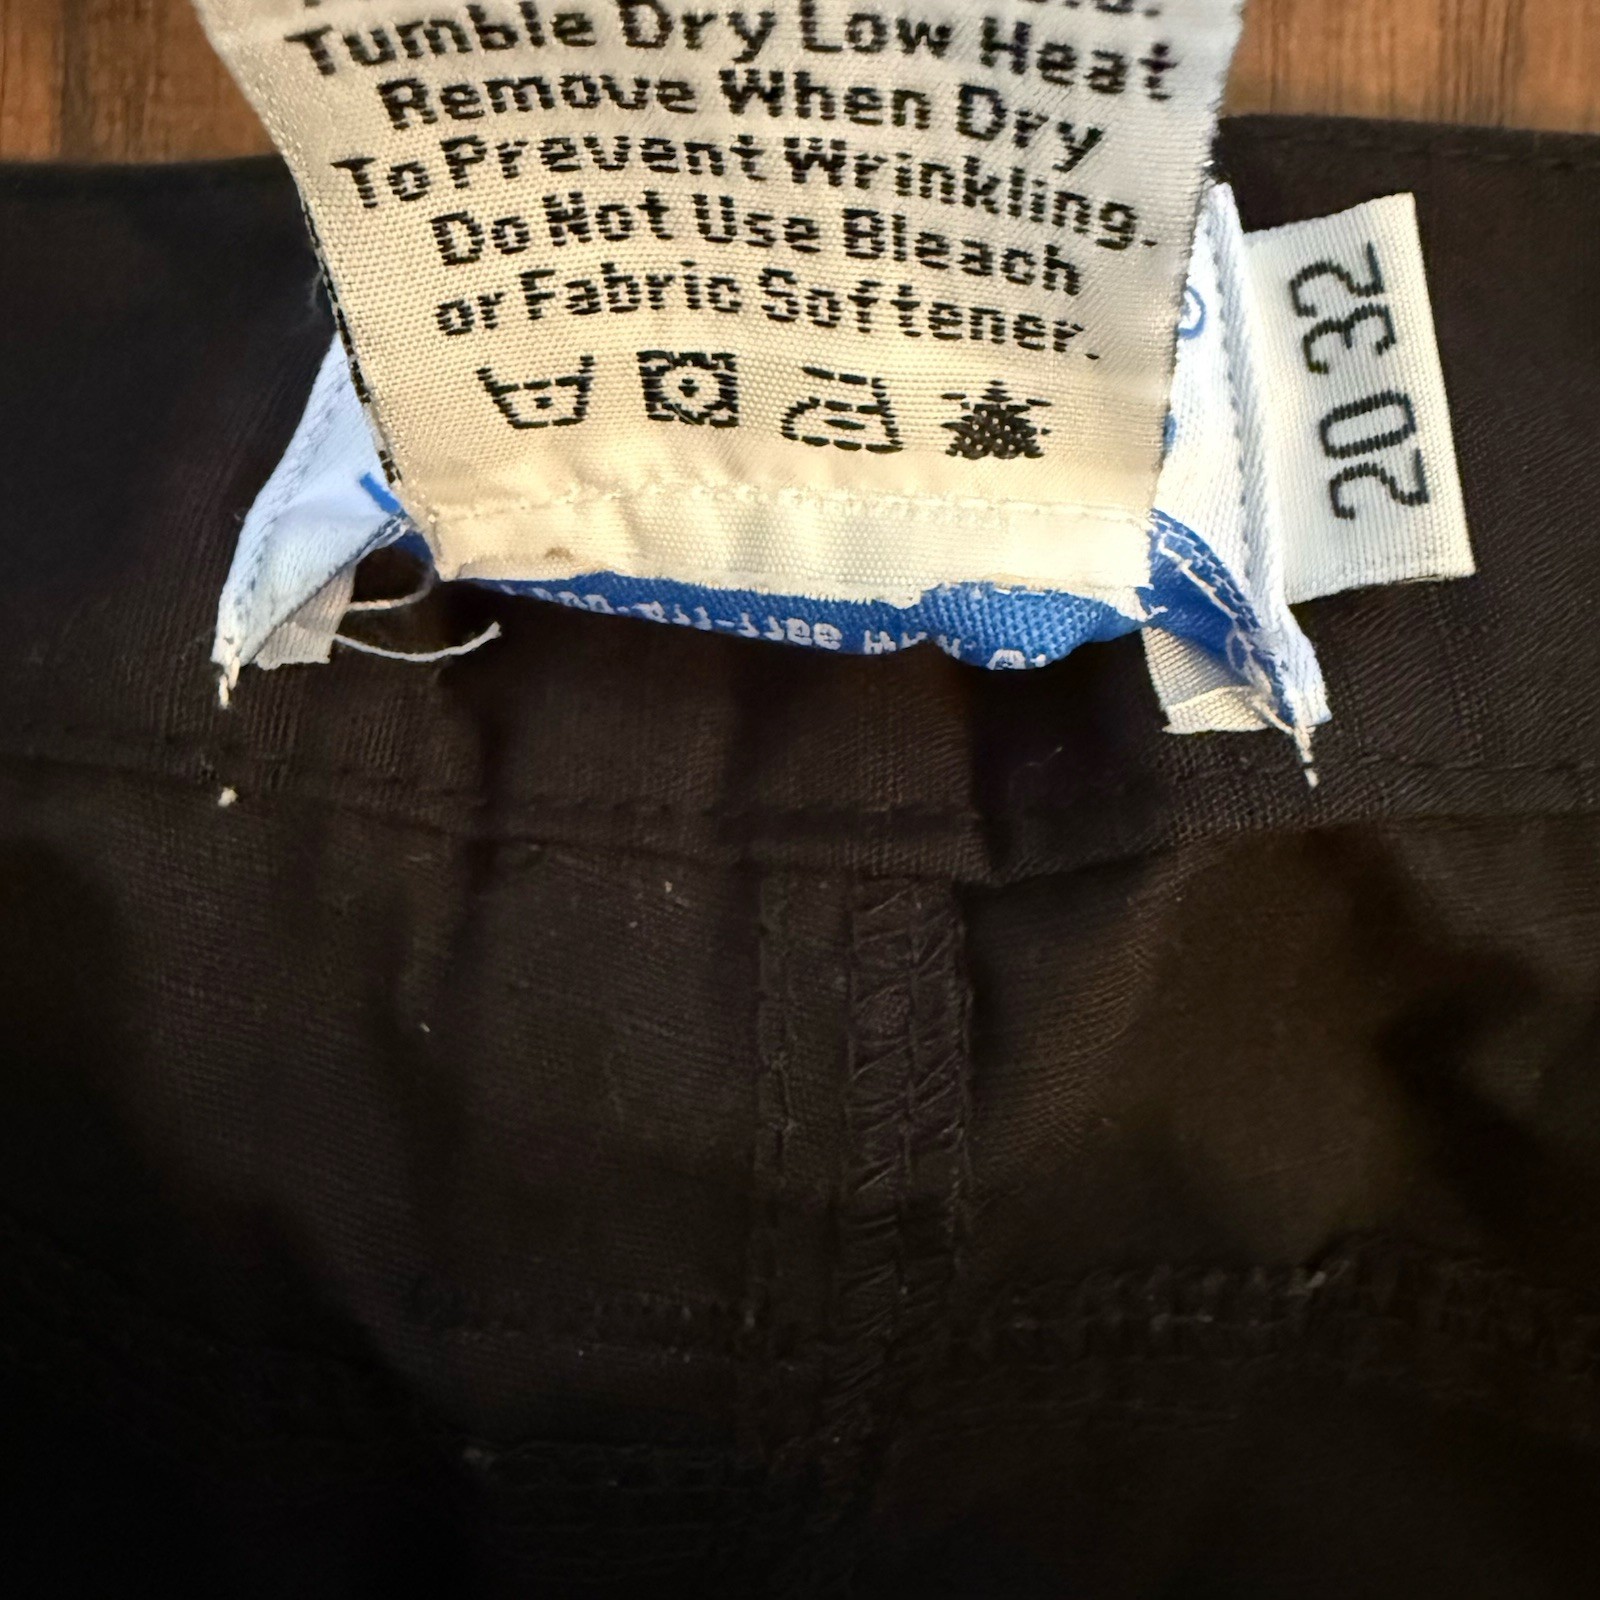 Tumble Dry Low Heat
Remove When Dry
To Prevent Wrinkling.
Do Not Use Bleach
or Fabric Softener.
20 32